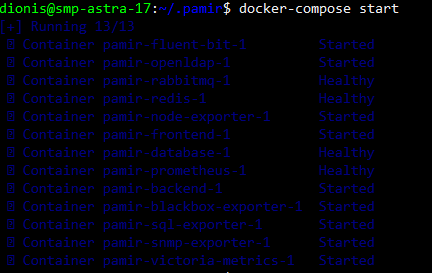 dionis@smp-astra-17:~/.pamir$ docker-compose start
[+] Running 13/13
⠿ Container pamir-fluent-bit-1 Started
⠿ Container pamir-openldap-1 Started
⠿ Container pamir-rabbitmq-1 Healthy
⠿ Container pamir-redis-1 Healthy
⠿ Container pamir-node-exporter-1 Started
⠿ Container pamir-frontend-1 Started
⠿ Container pamir-database-1 Healthy
⠿ Container pamir-prometheus-1 Healthy
⠿ Container pamir-backend-1 Started
⠿ Container pamir-blackbox-exporter-1 Started
⠿ Container pamir-sql-exporter-1 Started
⠿ Container pamir-snmp-exporter-1 Started
⠿ Container pamir-victoria-metrics-1 Started